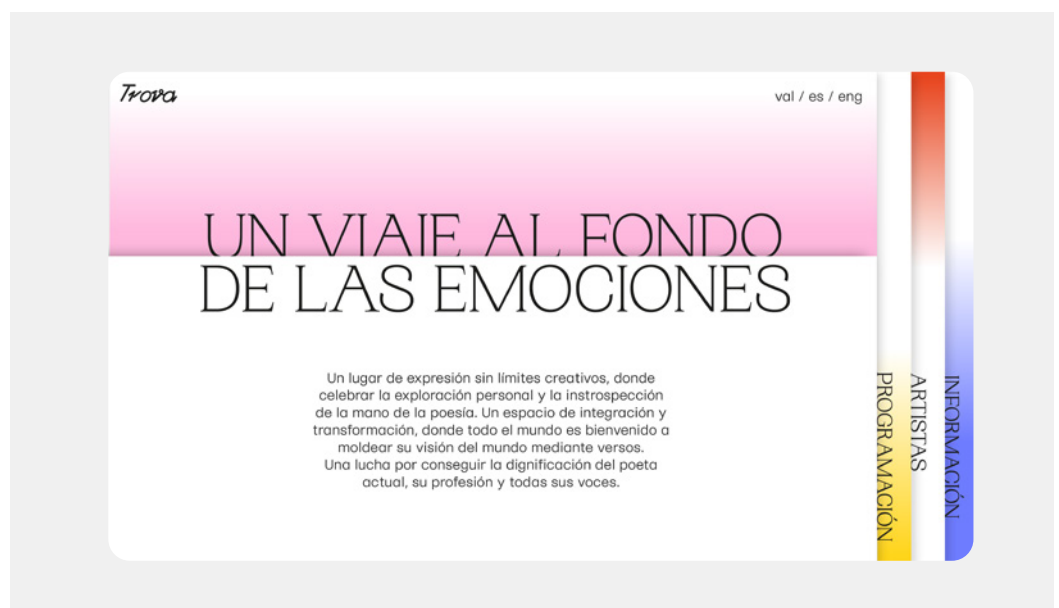 Trova
val / es / eng
UN VIAJE AL FONDO
DE LAS EMOCIONES
Un lugar de expresión sin límites creativos, donde
celebrar la exploración personal y la instrospección
de la mano de la poesía. Un espacio de integración y
transformación, donde todo el mundo es bienvenido a
moldear su visión del mundo mediante versos.
Una lucha por conseguir la dignificación del poeta
actual, su profesión y todas sus voces.
PROGRAMACIÓN
ARTISTAS
INFORMACIÓN